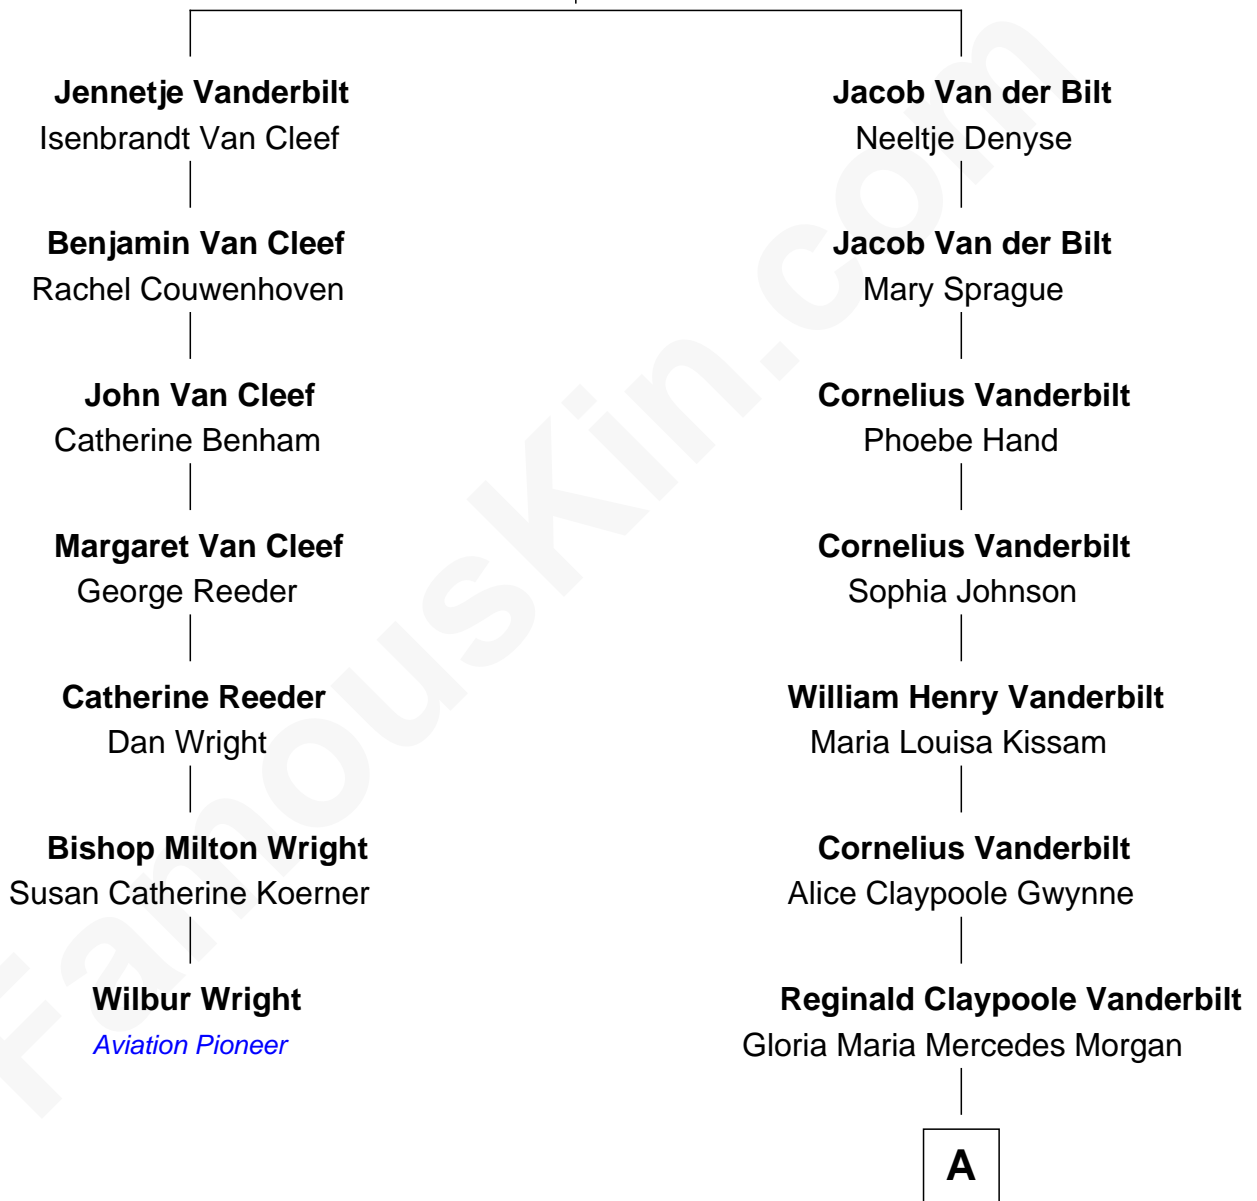 Jennetje Vanderbilt
Isenbrandt Van Cleef
Benjamin Van Cleef
Rachel Couwenhoven
John Van Cleef
Catherine Benham
Margaret Van Cleef
George Reeder
Catherine Reeder
Dan Wright
Bishop Milton Wright
Susan Catherine Koerner
Wilbur Wright
Aviation Pioneer
Jacob Van der Bilt
Neeltje Denyse
Jacob Van der Bilt
Mary Sprague
Cornelius Vanderbilt
Phoebe Hand
Cornelius Vanderbilt
Sophia Johnson
William Henry Vanderbilt
Maria Louisa Kissam
Cornelius Vanderbilt
Alice Claypoole Gwynne
Reginald Claypoole Vanderbilt
Gloria Maria Mercedes Morgan
A
FamousKin.com